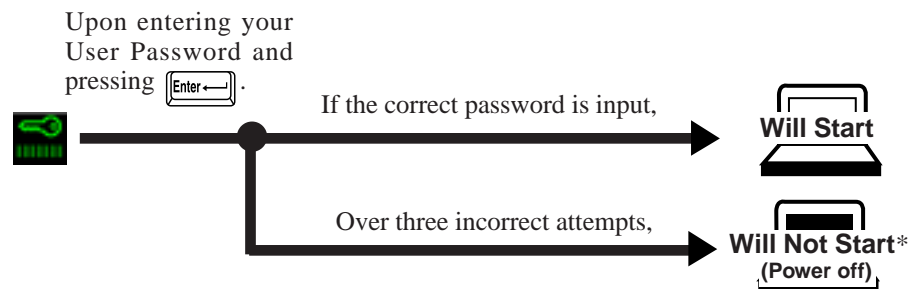 Upon entering your
User Password and
pressing Enter .
If the correct password is input,
Will Start
Over three incorrect attempts,
Will Not Start*
(Power off)